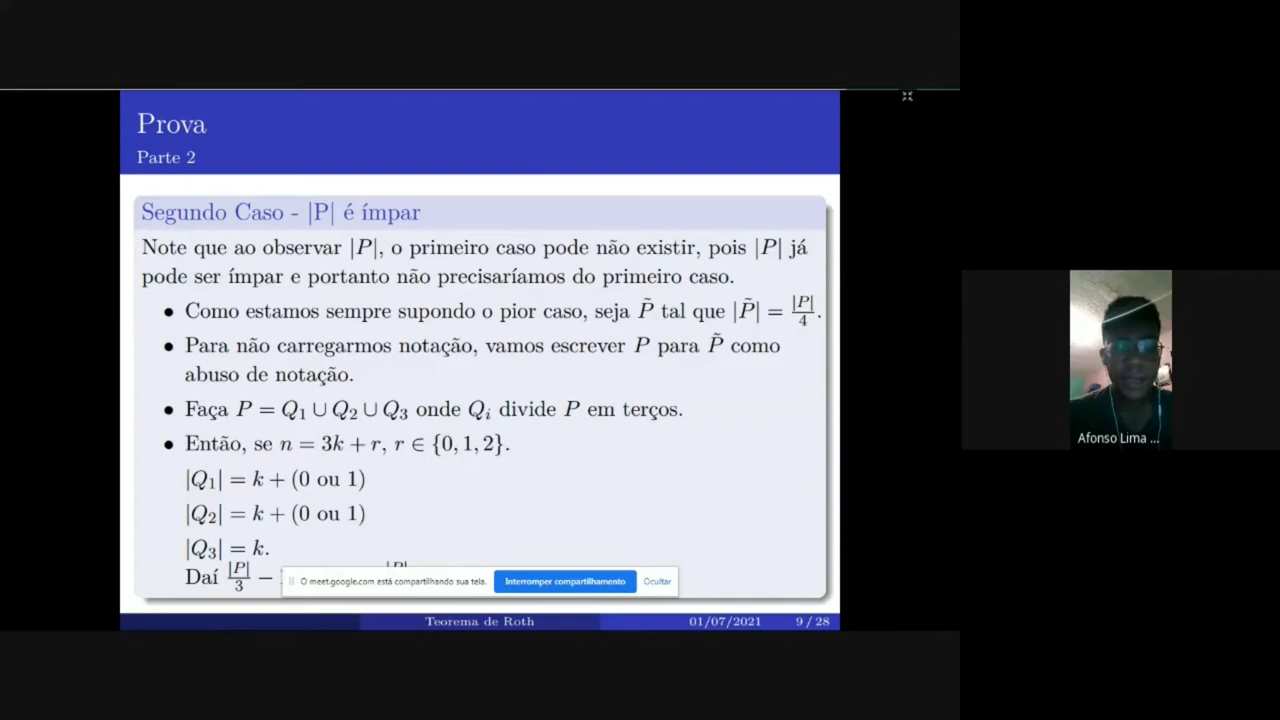 Prova
Parte 2
Segundo Caso - |P| é ímpar
Note que ao observar |P|, o primeiro caso pode não existir, pois |P| já
pode ser ímpar e portanto não precisaríamos do primeiro caso.
• Como estamos sempre supondo o pior caso, seja P̃ tal que |P̃| = |P|/4.
• Para não carregarmos notação, vamos escrever P para P̃ como
abuso de notação.
• Faça P = Q₁ ∪ Q₂ ∪ Q₃ onde Qᵢ divide P em terços.
• Então, se n = 3k + r, r ∈ {0, 1, 2}.
|Q₁| = k + (0 ou 1)
|Q₂| = k + (0 ou 1)
|Q₃| = k.
Daí |P|/3 −
O meet.google.com está compartilhando sua tela. Interromper compartilhamento Ocultar
Teorema de Roth 01/07/2021 9 / 28
Afonso Lima ...